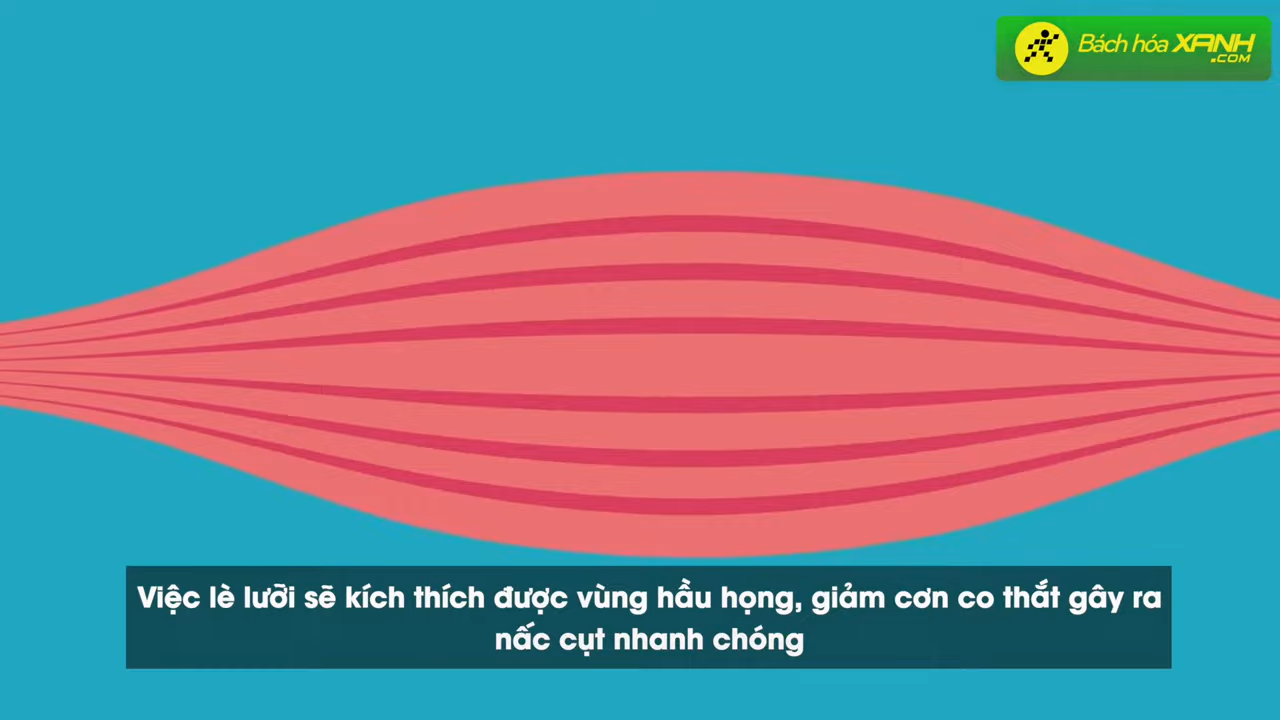 Bách hóa XANH
.COM
Việc lè lưỡi sẽ kích thích được vùng hầu họng, giảm cơn co thắt gây ra
nấc cụt nhanh chóng